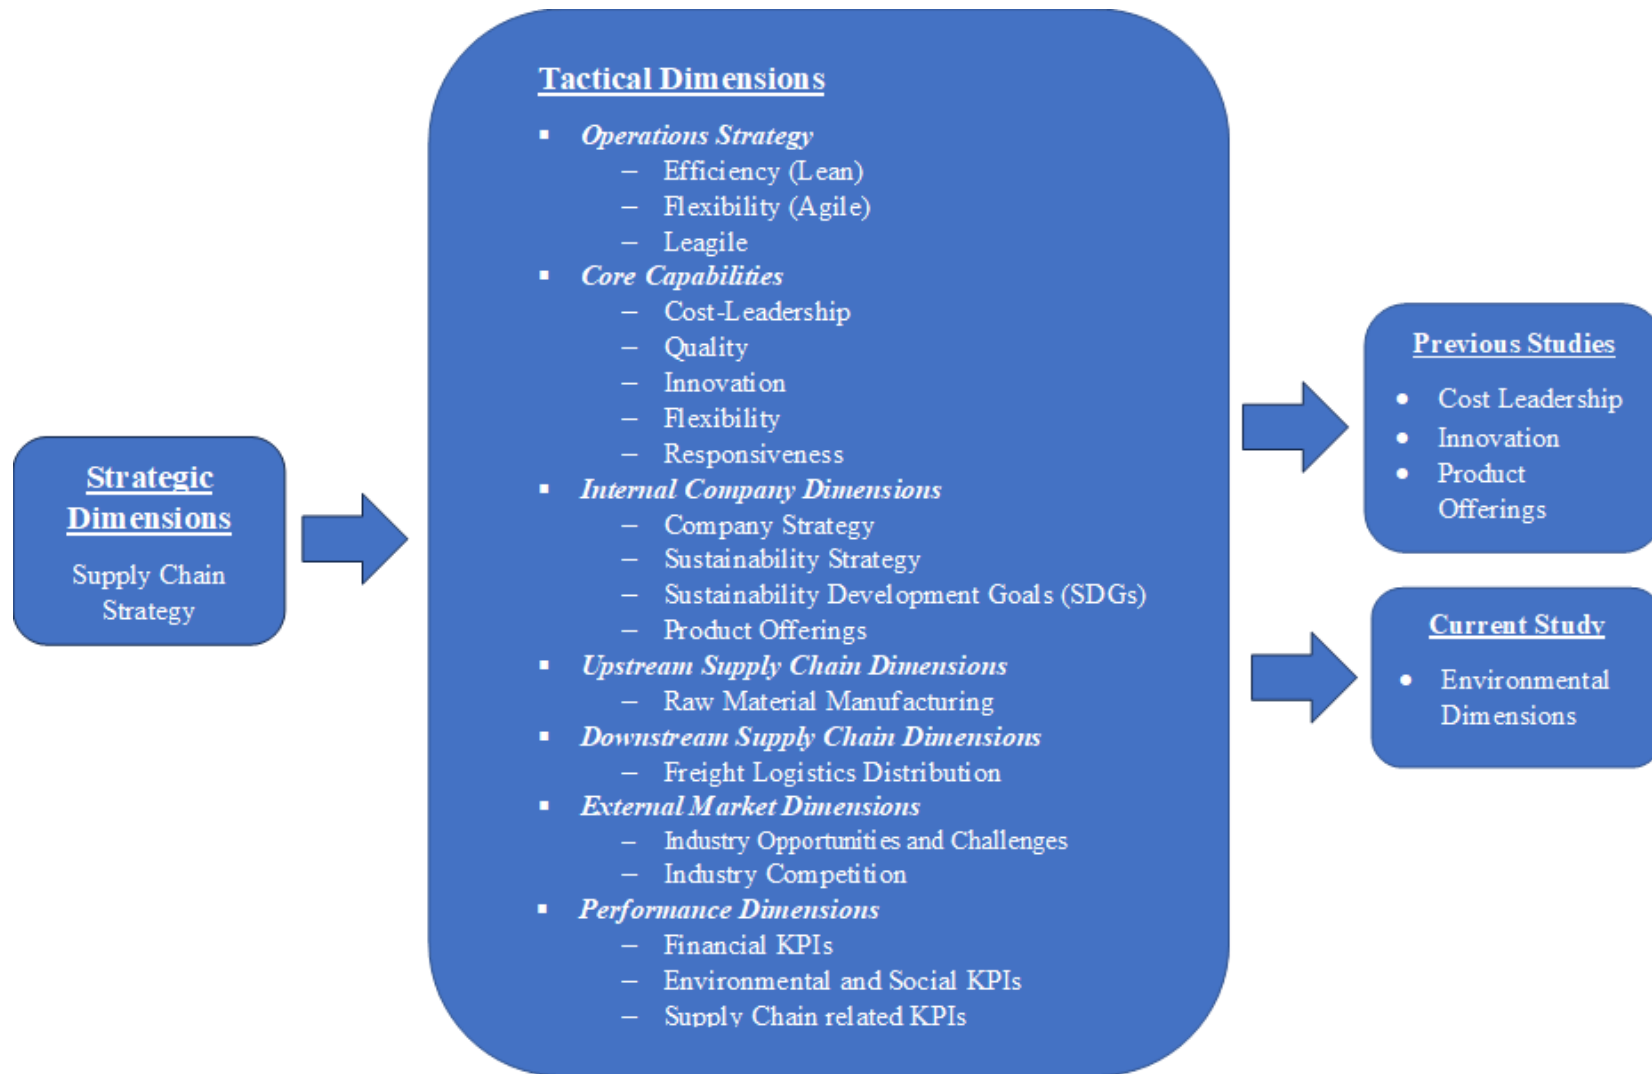 Strategic
Dimensions
Supply Chain
Strategy
Tactical Dimensions
▪ Operations Strategy
– Efficiency (Lean)
– Flexibility (Agile)
– Leagile
▪ Core Capabilities
– Cost-Leadership
– Quality
– Innovation
– Flexibility
– Responsiveness
▪ Internal Company Dimensions
– Company Strategy
– Sustainability Strategy
– Sustainability Development Goals (SDGs)
– Product Offerings
▪ Upstream Supply Chain Dimensions
– Raw Material Manufacturing
▪ Downstream Supply Chain Dimensions
– Freight Logistics Distribution
▪ External Market Dimensions
– Industry Opportunities and Challenges
– Industry Competition
▪ Performance Dimensions
– Financial KPIs
– Environmental and Social KPIs
– Supply Chain related KPIs
Previous Studies
• Cost Leadership
• Innovation
• Product
Offerings
Current Study
• Environmental
Dimensions